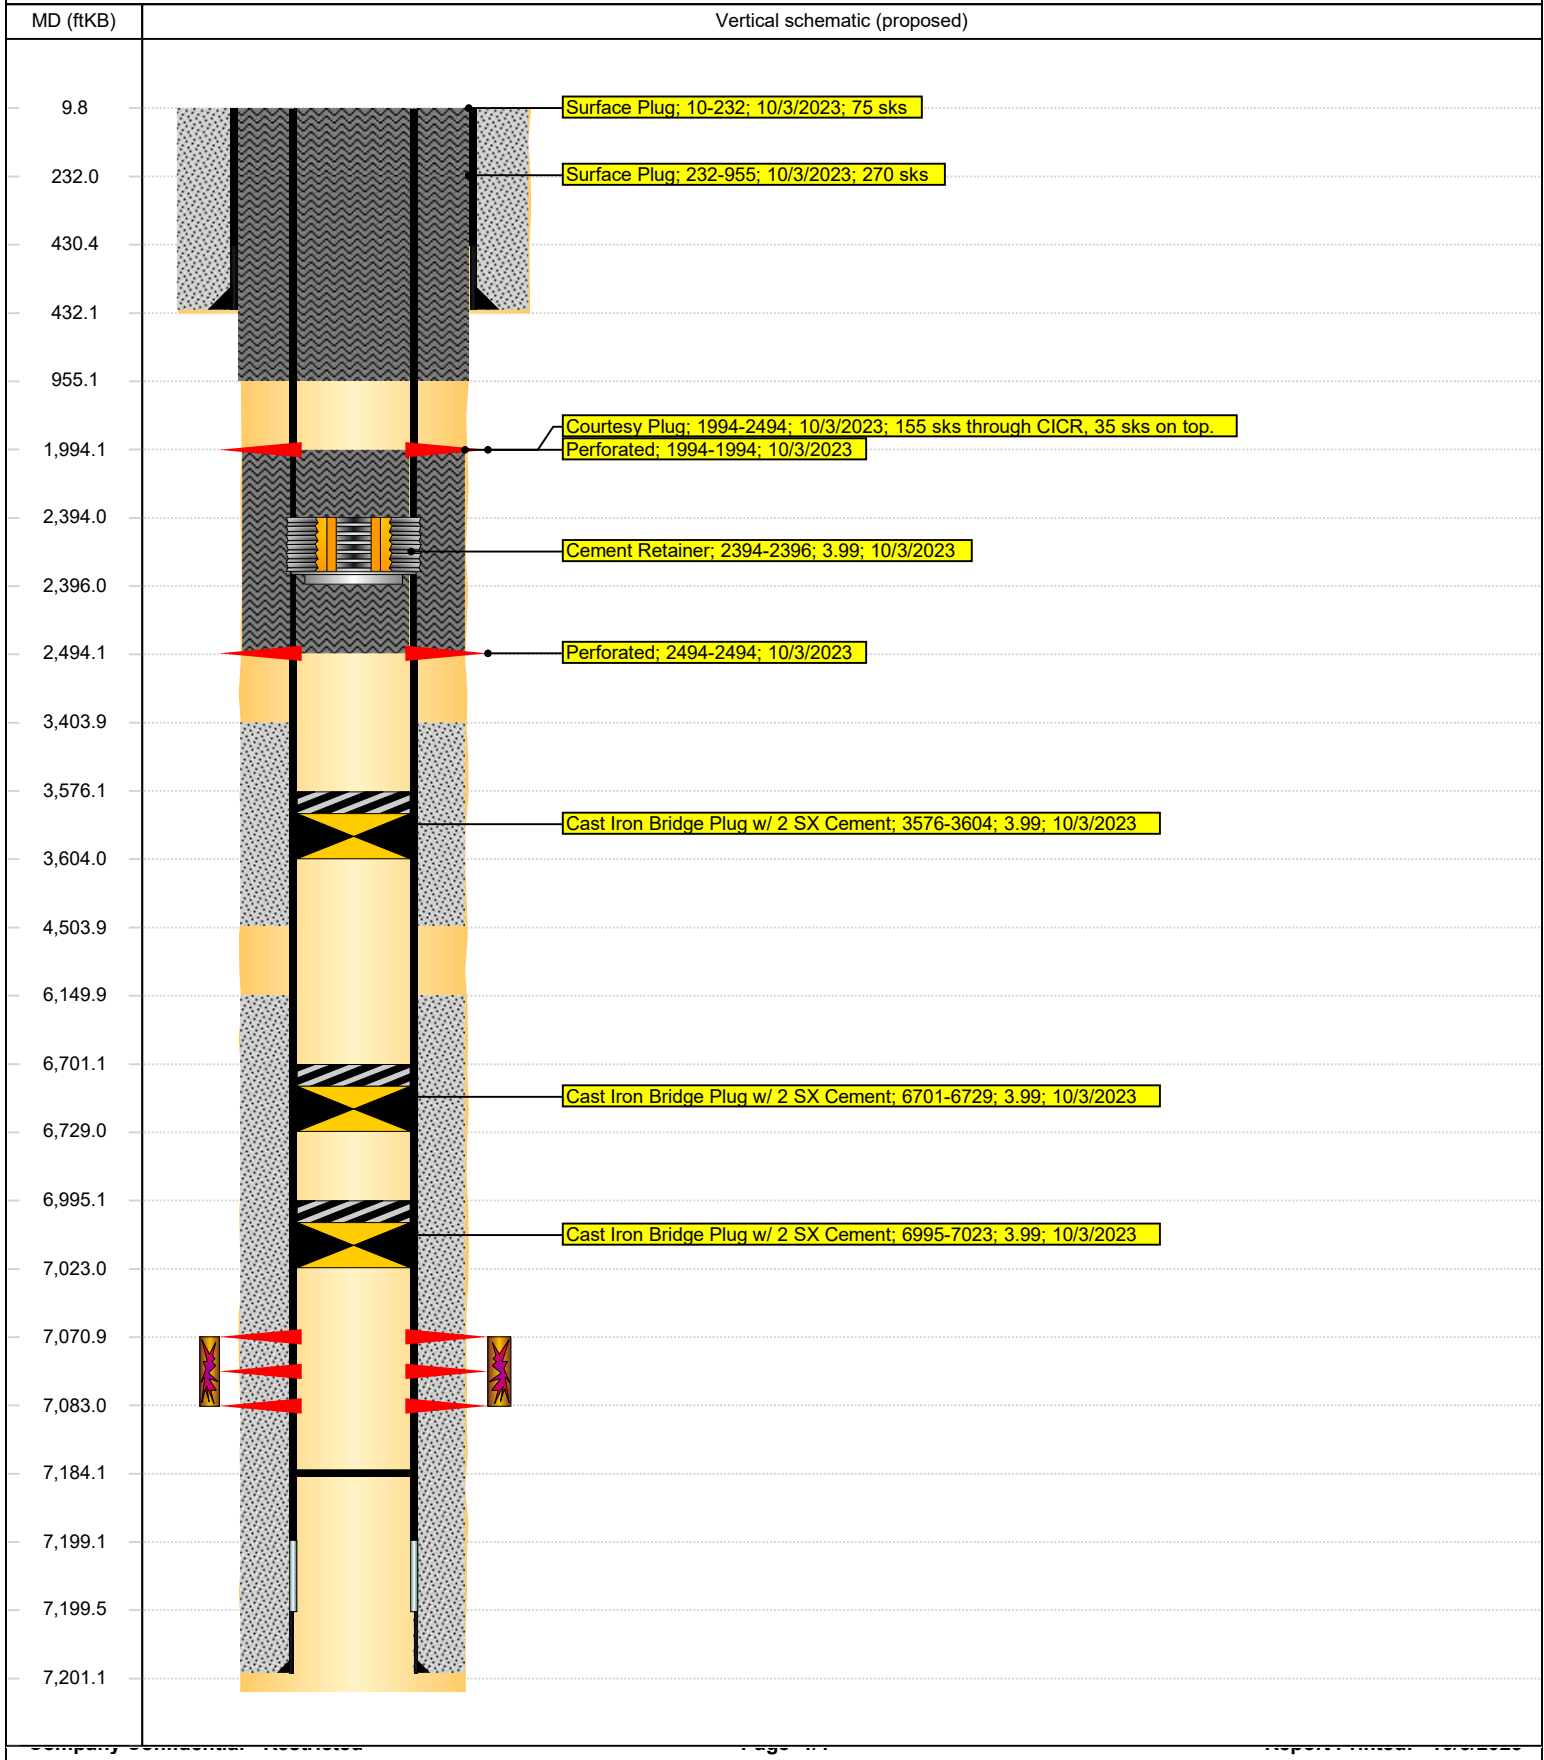 MD (ftKB)
Vertical schematic (proposed)
9.8
Surface Plug; 10-232; 10/3/2023; 75 sks
232.0
Surface Plug; 232-955; 10/3/2023; 270 sks
430.4
432.1
955.1
Courtesy Plug; 1994-2494; 10/3/2023; 155 sks through CICR, 35 sks on top.
1,994.1
Perforated; 1994-1994; 10/3/2023
2,394.0
Cement Retainer; 2394-2396; 3.99; 10/3/2023
2,396.0
2,494.1
Perforated; 2494-2494; 10/3/2023
3,403.9
3,576.1
Cast Iron Bridge Plug w/ 2 SX Cement; 3576-3604; 3.99; 10/3/2023
3,604.0
4,503.9
6,149.9
6,701.1
Cast Iron Bridge Plug w/ 2 SX Cement; 6701-6729; 3.99; 10/3/2023
6,729.0
6,995.1
Cast Iron Bridge Plug w/ 2 SX Cement; 6995-7023; 3.99; 10/3/2023
7,023.0
7,070.9
7,083.0
7,184.1
7,199.1
7,199.5
7,201.1